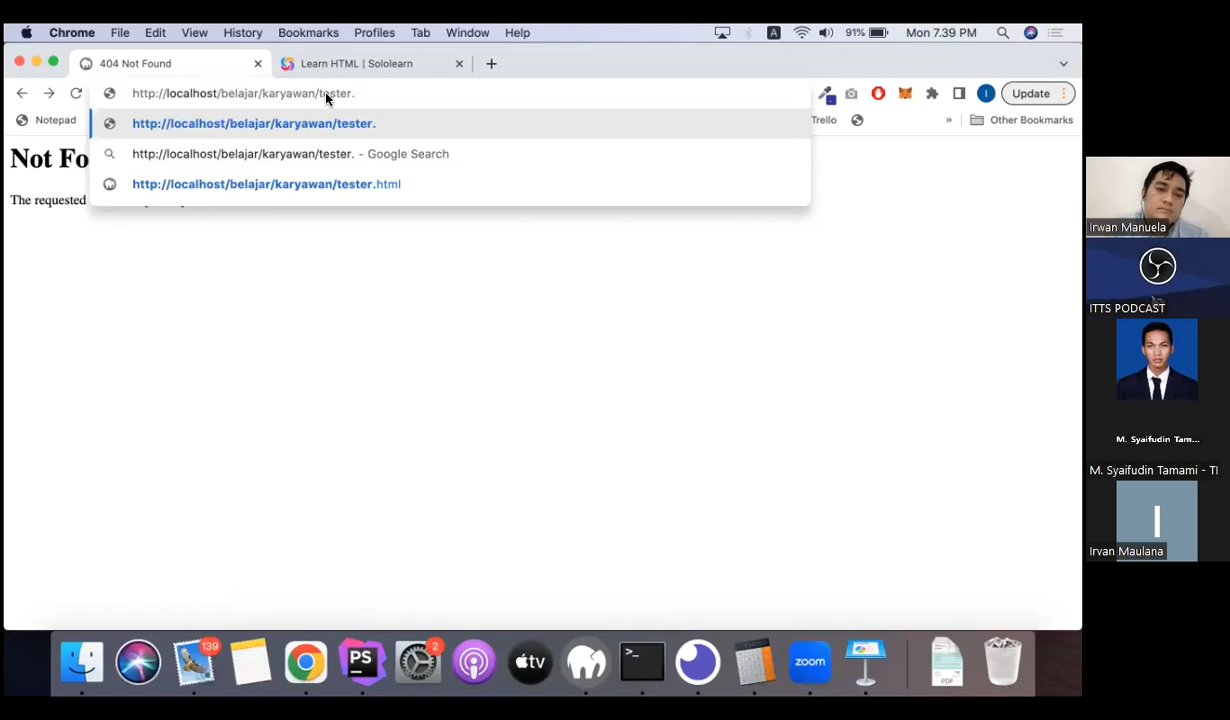 Chrome File Edit View History Bookmarks Profiles Tab Window Help A 91% Mon 7.39 PM
404 Not Found Learn HTML | Sololearn
http://localhost/belajar/karyawan/tester. Update
Notepad Trello » Other Bookmarks
http://localhost/belajar/karyawan/tester.
http://localhost/belajar/karyawan/tester. - Google Search
http://localhost/belajar/karyawan/tester.html
Not Fo
The requested
Irwan Manuela
ITTS PODCAST
M. Syaifudin Tam...
M. Syaifudin Tamami - TI
I
Irvan Maulana
139
PS
2
tv
>_
zoom
PDF